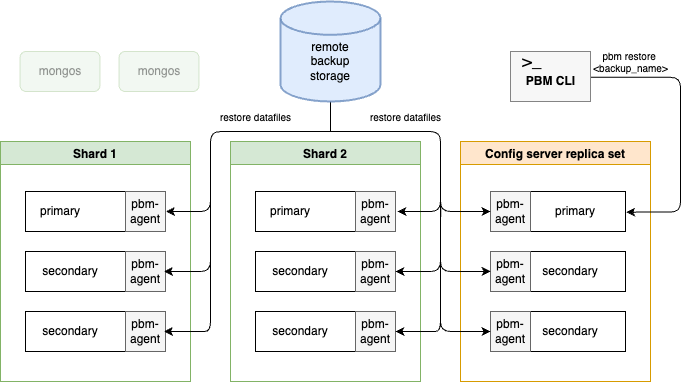 mongos
mongos
remote
backup
storage
>_
PBM CLI
pbm restore
<backup_name>
restore datafiles
restore datafiles
Shard 1
primary
pbm-
agent
secondary
pbm-
agent
secondary
pbm-
agent
Shard 2
primary
pbm-
agent
secondary
pbm-
agent
secondary
pbm-
agent
Config server replica set
pbm-
agent
primary
pbm-
agent
secondary
pbm-
agent
secondary